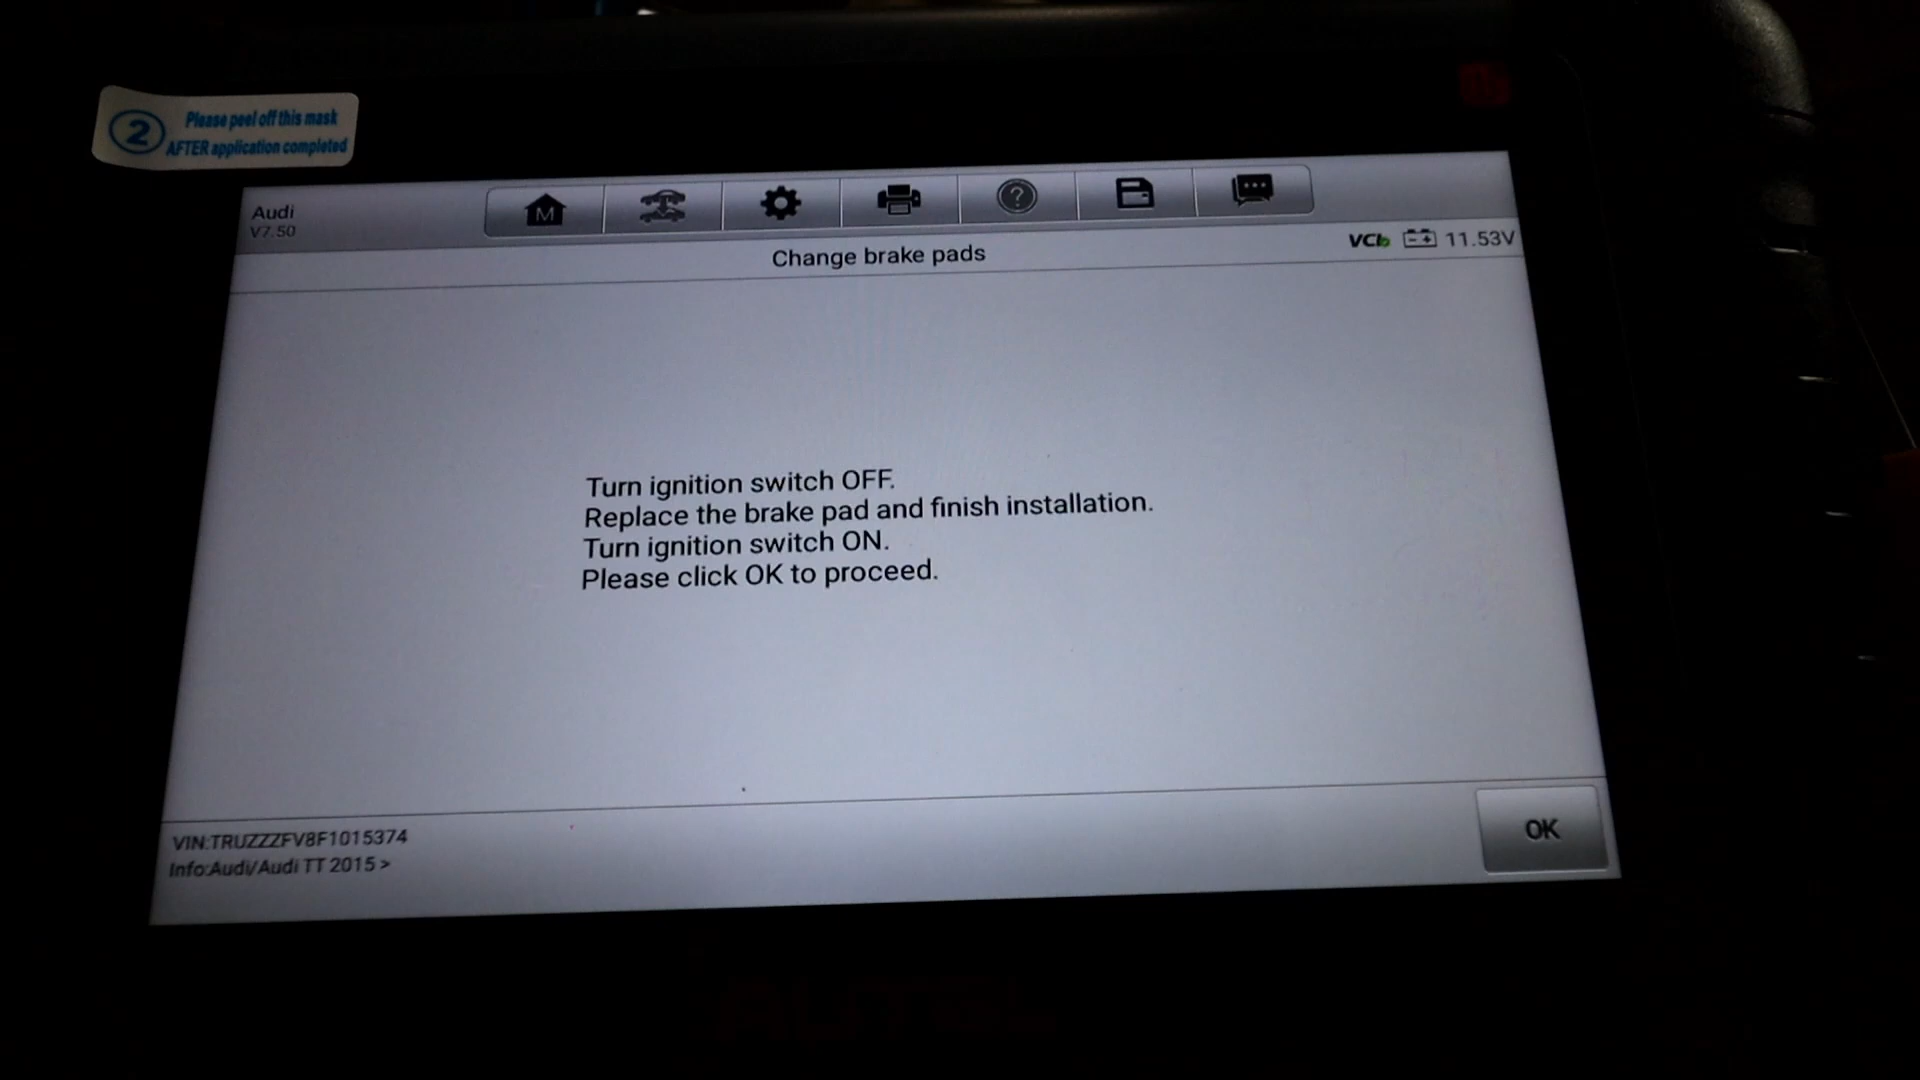 2
Please peel off this mask
AFTER application completed
Audi
V7.50
M
?
Change brake pads
VCI
11.53V
Turn ignition switch OFF.
Replace the brake pad and finish installation.
Turn ignition switch ON.
Please click OK to proceed.
VIN:TRUZZZFV8F1015374
Info:Audi/Audi TT 2015 >
OK
AUTEL